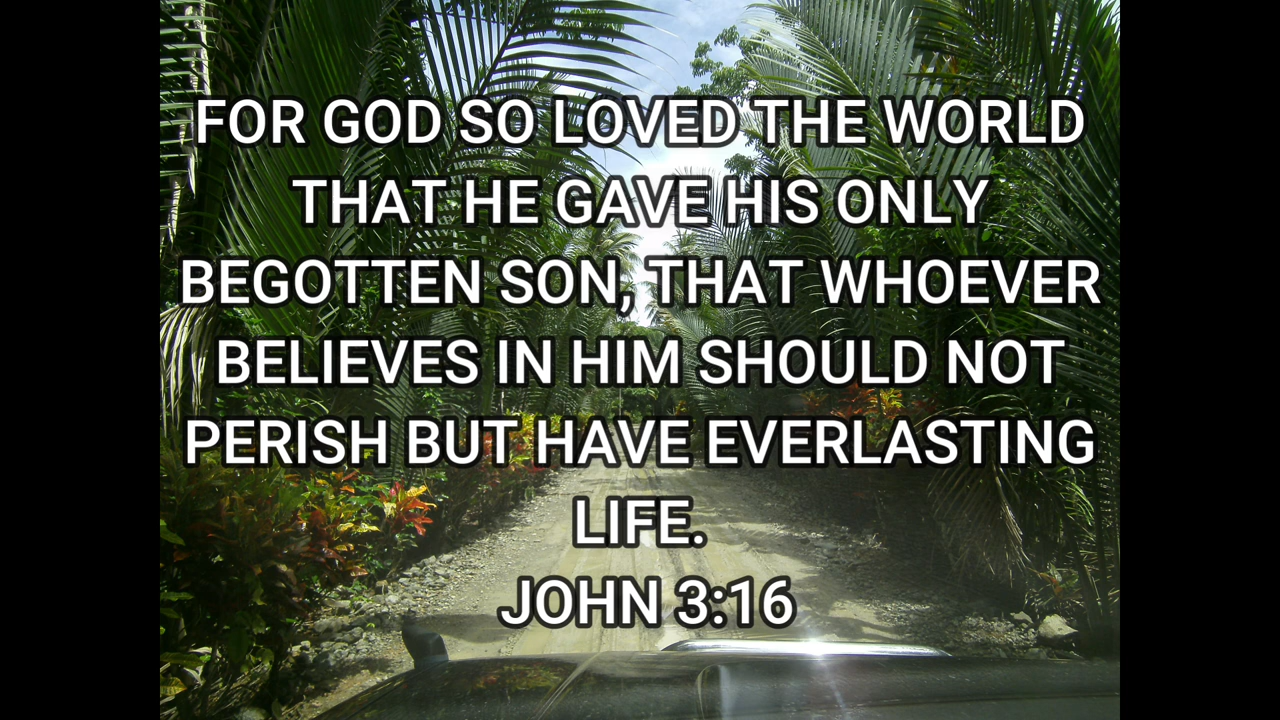 FOR GOD SO LOVED THE WORLD
THAT HE GAVE HIS ONLY
BEGOTTEN SON, THAT WHOEVER
BELIEVES IN HIM SHOULD NOT
PERISH BUT HAVE EVERLASTING
LIFE.
JOHN 3:16